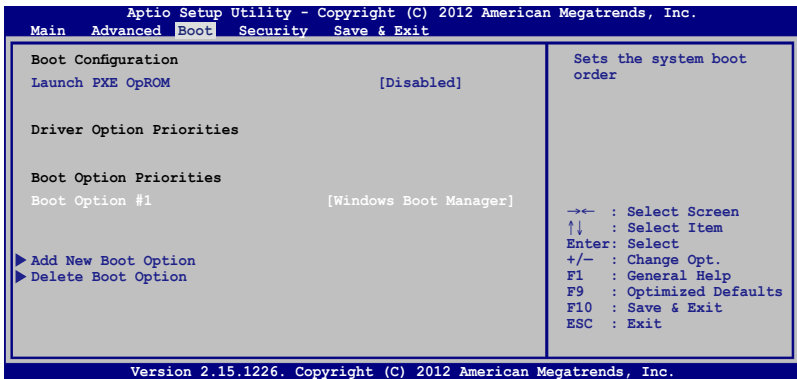 Aptio Setup Utility - Copyright (C) 2012 American Megatrends, Inc.
Main Advanced Boot Security Save & Exit
Boot Configuration
Launch PXE OpROM [Disabled]
Driver Option Priorities
Boot Option Priorities
Boot Option #1 [Windows Boot Manager]
Add New Boot Option
Delete Boot Option
Sets the system boot
order
→← : Select Screen
↑↓ : Select Item
Enter: Select
+/— : Change Opt.
F1 : General Help
F9 : Optimized Defaults
F10 : Save & Exit
ESC : Exit
Version 2.15.1226. Copyright (C) 2012 American Megatrends, Inc.